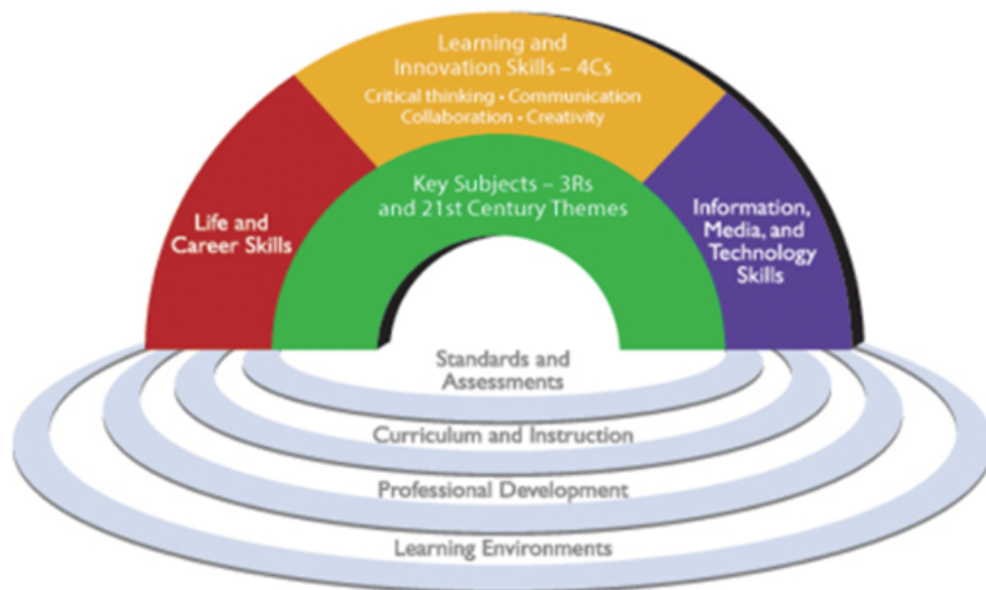 Learning and
Innovation Skills – 4Cs
Critical thinking • Communication
Collaboration • Creativity
Key Subjects – 3Rs
and 21st Century Themes
Life and
Career Skills
Information,
Media, and
Technology
Skills
Standards and
Assessments
Curriculum and Instruction
Professional Development
Learning Environments